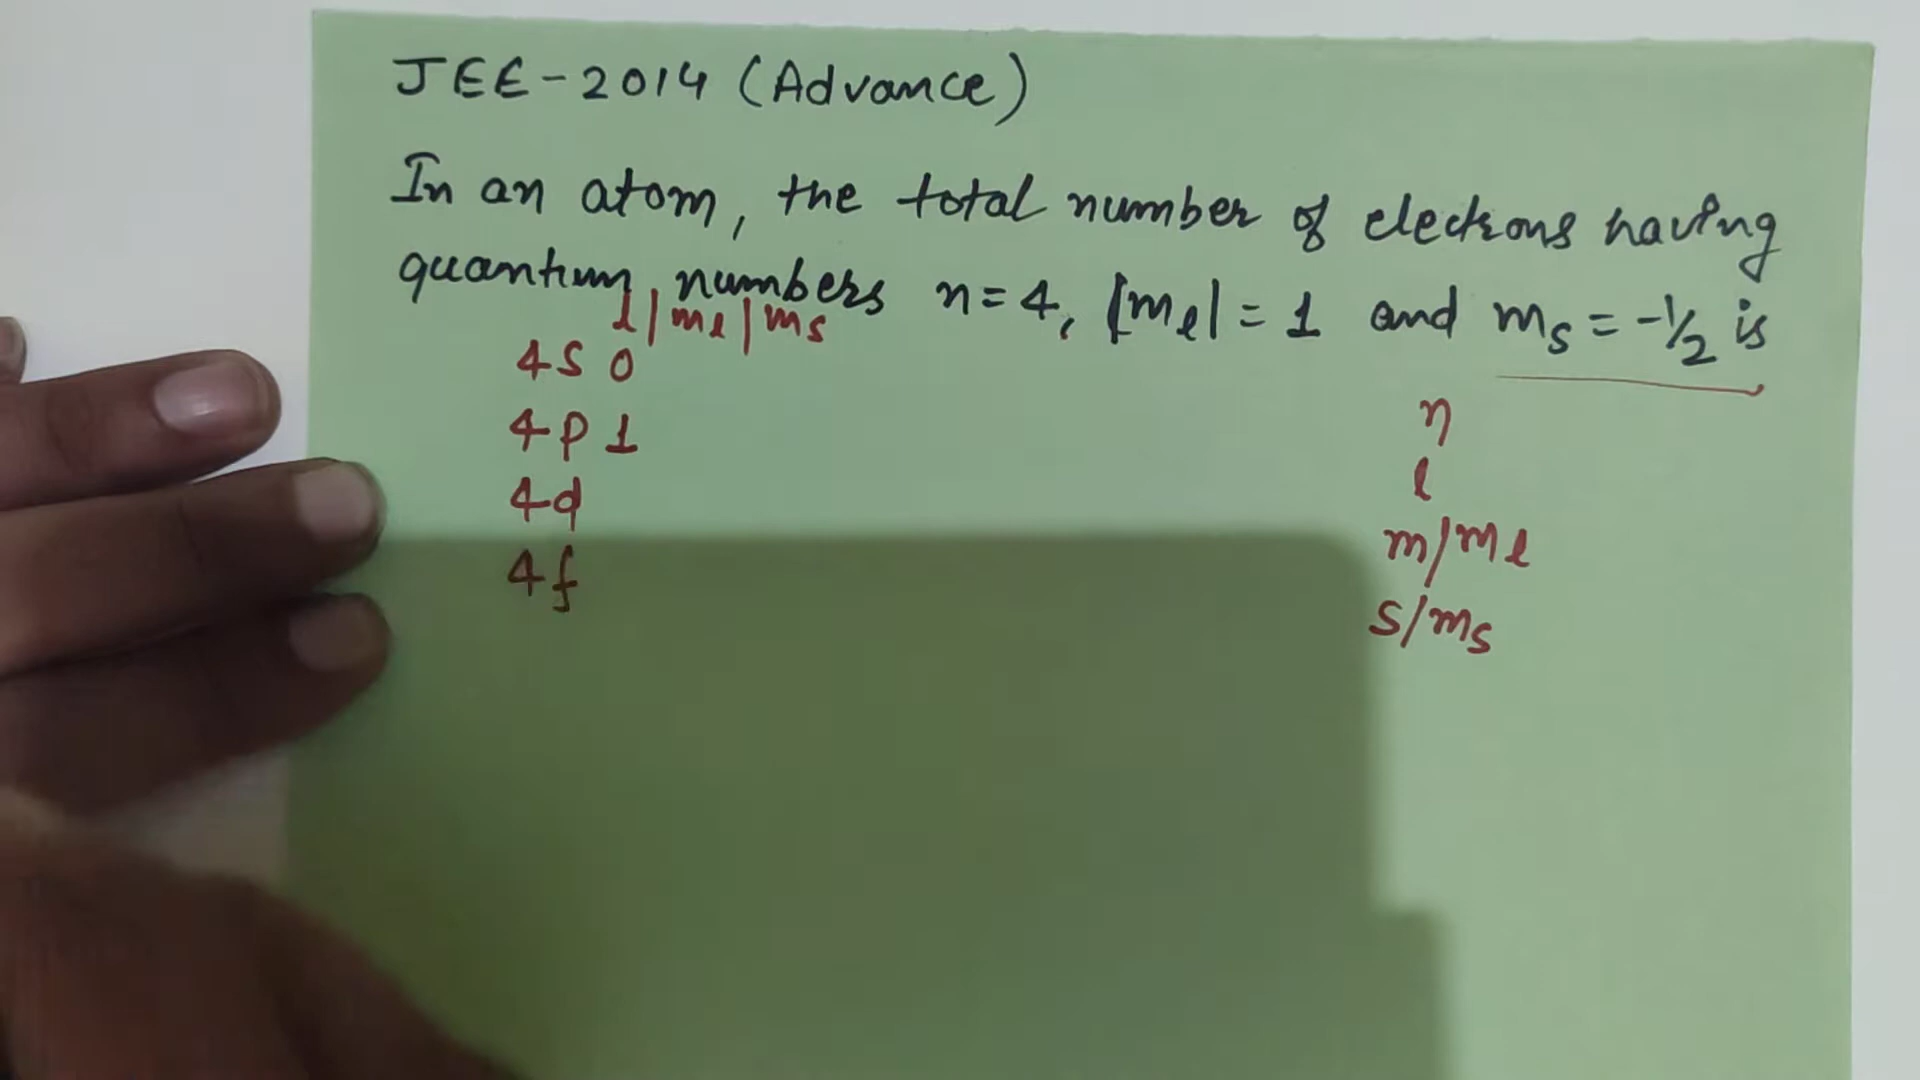 JEE-2014 (Advance)
In an atom, the total number of electrons having
quantum numbers n=4, |ml| = 1 and ms = -1/2 is
l | ml | ms
4s 0
4p 1
4d
4f
n
l
m/ml
s/ms